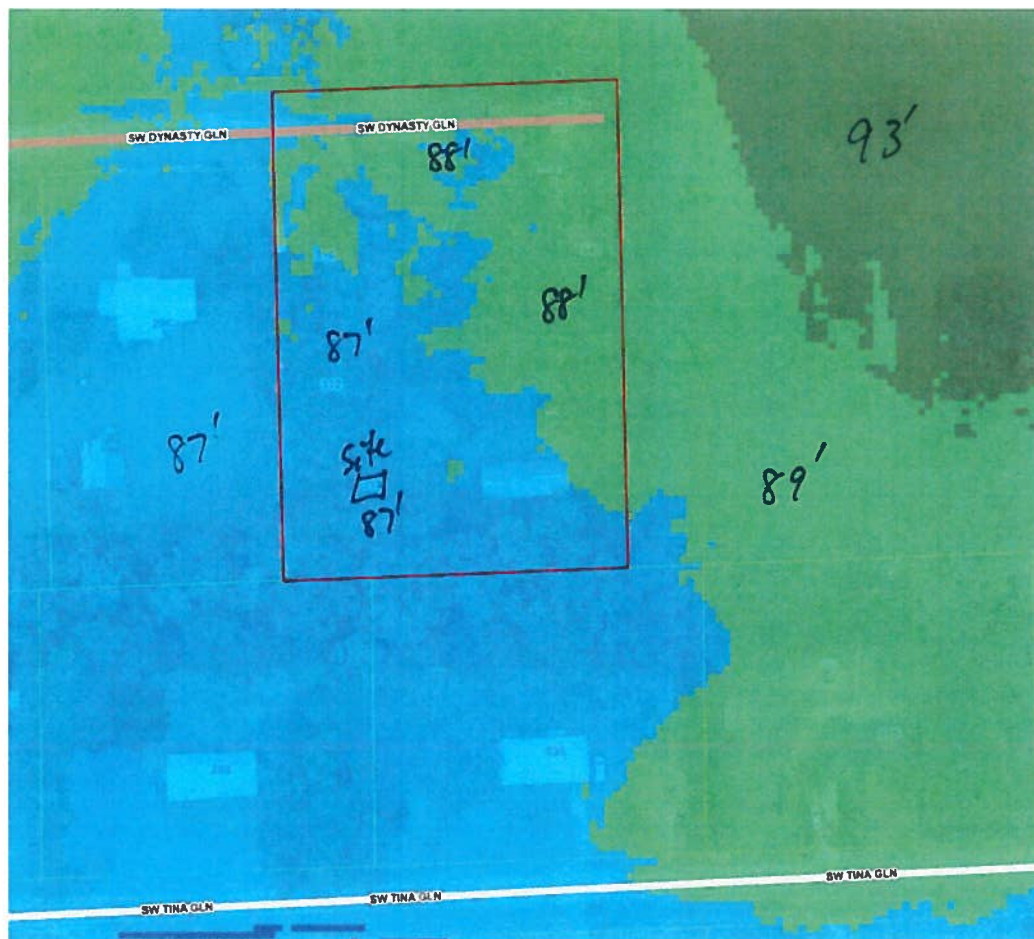 93'
SW DYNASTY GLN
SW DYNASTY GLN
88'
88'
87'
87'
Site
87'
89'
SW TINA GLN
SW TINA GLN
SW TINA GLN